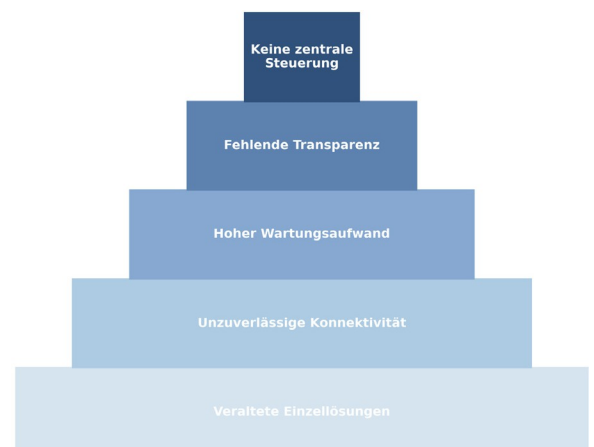 Keine zentrale
Steuerung
Fehlende Transparenz
Hoher Wartungsaufwand
Unzuverlässige Konnektivität
Veraltete Einzellösungen